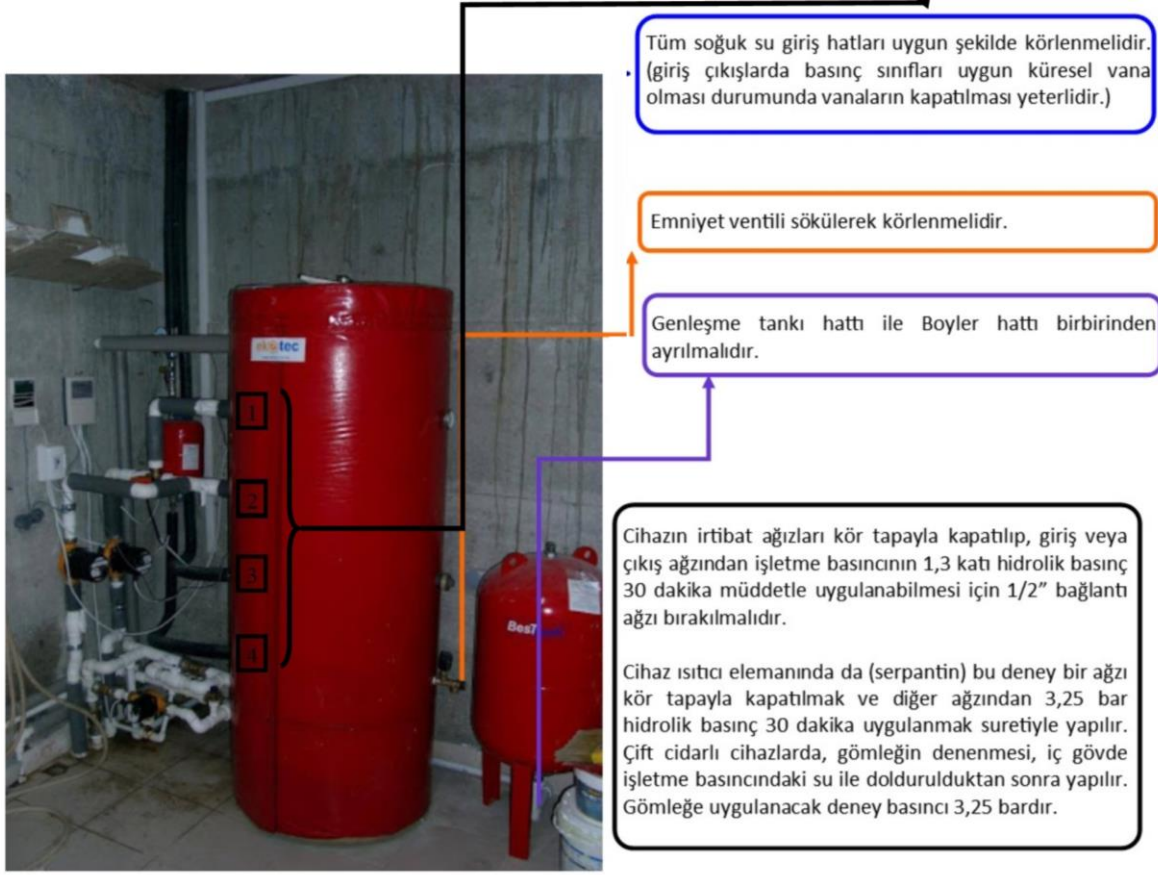 Tüm soğuk su giriş hatları uygun şekilde körlenmelidir.
(giriş çıkışlarda basınç sınıfları uygun küresel vana
olması durumunda vanaların kapatılması yeterlidir.)
Emniyet ventili sökülerek körlenmelidir.
Genleşme tankı hattı ile Boyler hattı birbirinden
ayrılmalıdır.
tec
1
2
3
4
Cihazın irtibat ağızları kör tapayla kapatılıp, giriş veya
çıkış ağzından işletme basıncının 1,3 katı hidrolik basınç
30 dakika müddetle uygulanabilmesi için 1/2” bağlantı
ağzı bırakılmalıdır.
Cihaz ısıtıcı elemanında da (serpantin) bu deney bir ağzı
kör tapayla kapatılmak ve diğer ağzından 3,25 bar
hidrolik basınç 30 dakika uygulanmak suretiyle yapılır.
Çift cidarlı cihazlarda, gömleğin denenmesi, iç gövde
işletme basıncındaki su ile doldurulduktan sonra yapılır.
Gömleğe uygulanacak deney basıncı 3,25 bardır.